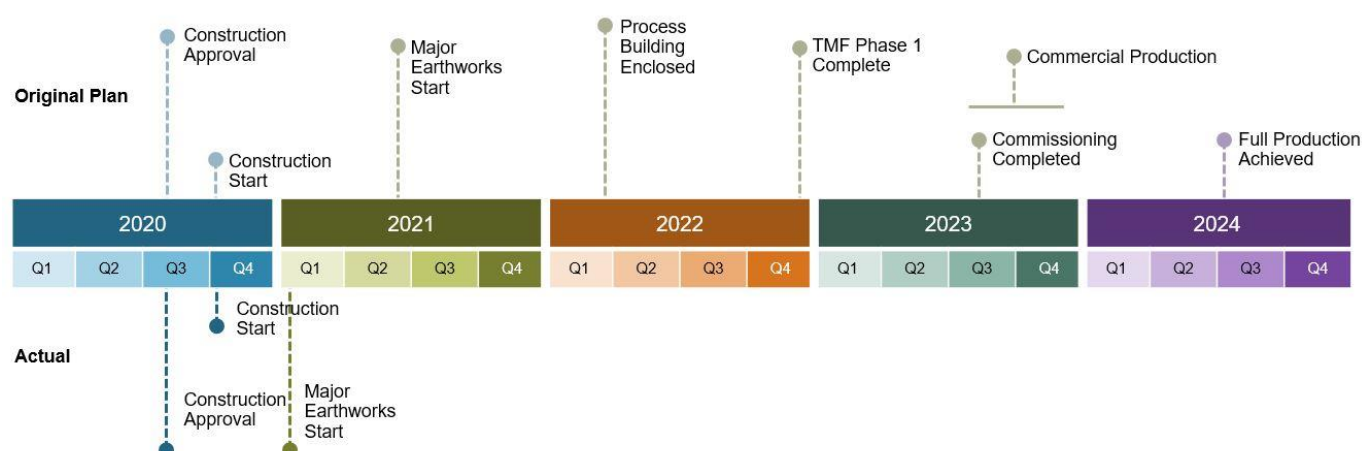 Construction
Approval
Major
Earthworks
Start
Process
Building
Enclosed
TMF Phase 1
Complete
Commercial Production
Original Plan
Construction
Start
Commissioning
Completed
Full Production
Achieved
2020
2021
2022
2023
2024
Q1 Q2 Q3 Q4
Q1 Q2 Q3 Q4
Q1 Q2 Q3 Q4
Q1 Q2 Q3 Q4
Q1 Q2 Q3 Q4
Construction
Start
Actual
Construction
Approval
Major
Earthworks
Start